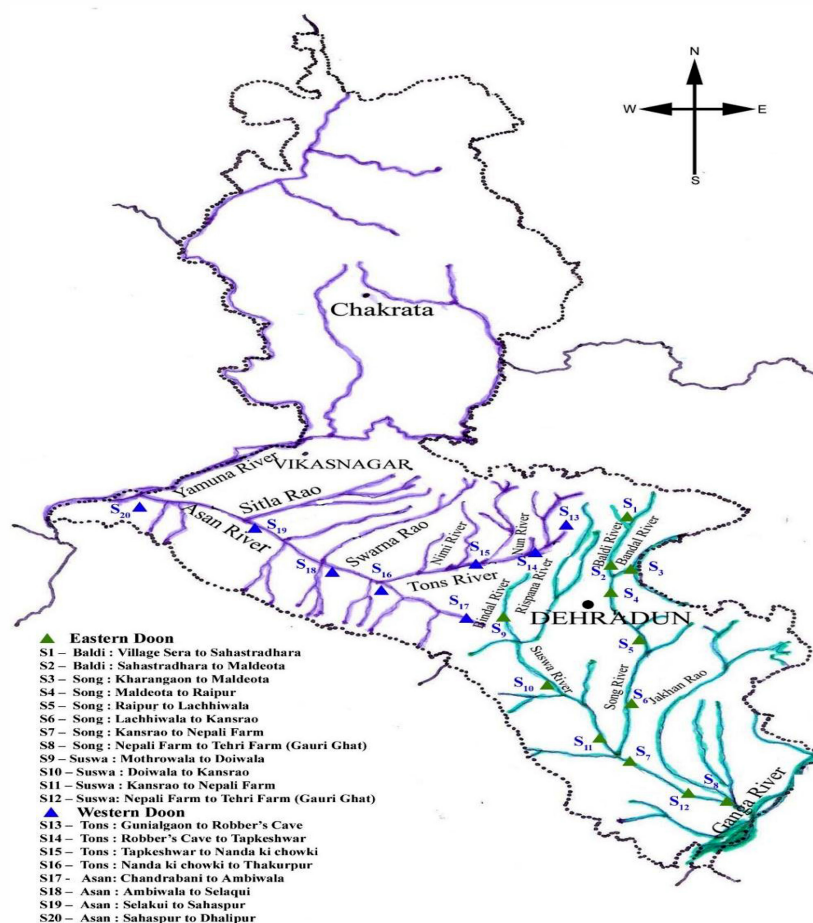 N
W E
S
Chakrata
VIKASNAGAR
Yamuna River
Sitla Rao
Asan River
Swarna Rao
Nimi River
Nun River
Tons River
Baldi River
Bandal River
Rispana River
Bindal River
DEHRADUN
Suswa River
Song River
Jakhan Rao
Ganga River
S1
S2
S3
S4
S5
S6
S7
S8
S9
S10
S11
S12
S13
S14
S15
S16
S17
S18
S19
S20
Eastern Doon
S1 – Baldi : Village Sera to Sahastradhara
S2 – Baldi : Sahastradhara to Maldeota
S3 – Song : Kharangaon to Maldeota
S4 – Song : Maldeota to Raipur
S5 – Song : Raipur to Lachhiwala
S6 – Song : Lachhiwala to Kansrao
S7 – Song : Kansrao to Nepali Farm
S8 – Song : Nepali Farm to Tehri Farm (Gauri Ghat)
S9 – Suswa : Mothrowala to Doiwala
S10 – Suswa : Doiwala to Kansrao
S11 – Suswa : Kansrao to Nepali Farm
S12 – Suswa: Nepali Farm to Tehri Farm (Gauri Ghat)
Western Doon
S13 – Tons : Gunialgaon to Robber's Cave
S14 – Tons : Robber's Cave to Tapkeshwar
S15 – Tons : Tapkeshwar to Nanda ki chowki
S16 – Tons : Nanda ki chowki to Thakurpur
S17 - Asan: Chandrabani to Ambiwala
S18 – Asan : Ambiwala to Selaqui
S19 – Asan : Selakui to Sahaspur
S20 – Asan : Sahaspur to Dhalipur